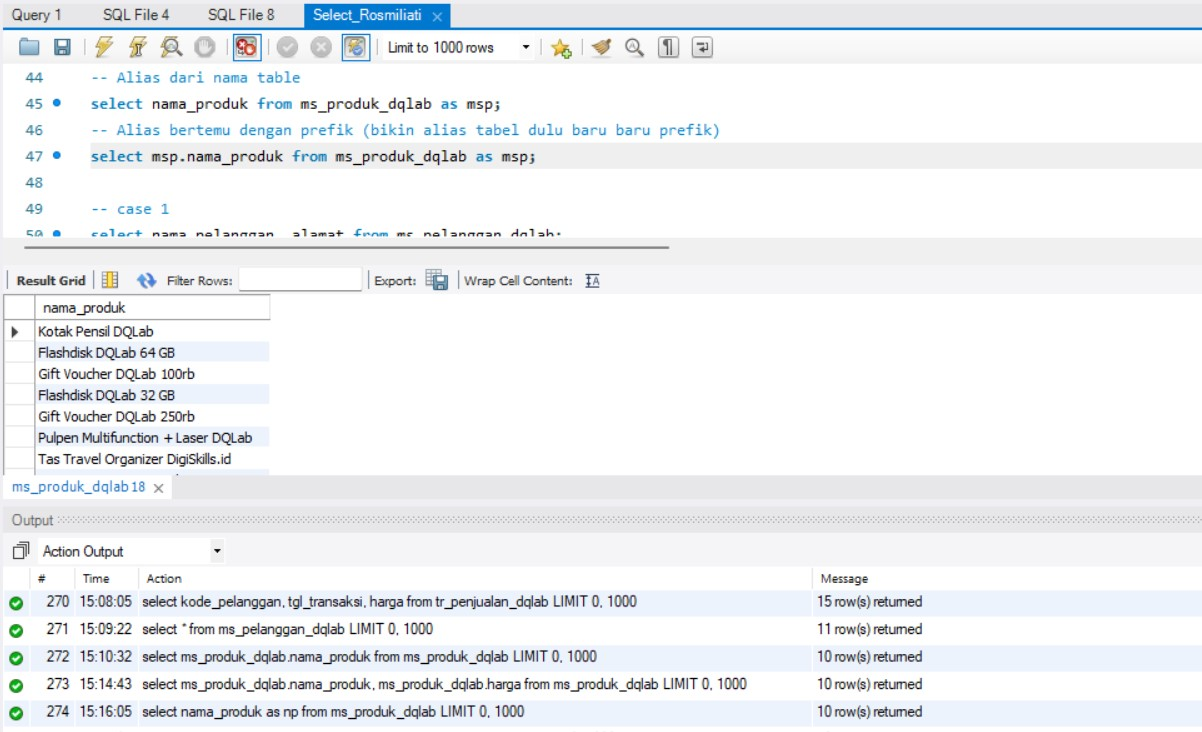 Query 1 SQL File 4 SQL File 8 Select_Rosmiliati
Limit to 1000 rows
44 -- Alias dari nama table
45 select nama_produk from ms_produk_dqlab as msp;
46 -- Alias bertemu dengan prefik (bikin alias tabel dulu baru baru prefik)
47 select msp.nama_produk from ms_produk_dqlab as msp;
48
49 -- case 1
50 select nama_pelanggan, alamat from ms_pelanggan_dqlab;
Result Grid Filter Rows: Export: Wrap Cell Content:
nama_produk
Kotak Pensil DQLab
Flashdisk DQLab 64 GB
Gift Voucher DQLab 100rb
Flashdisk DQLab 32 GB
Gift Voucher DQLab 250rb
Pulpen Multifunction + Laser DQLab
Tas Travel Organizer DigiSkills.id
ms_produk_dqlab 18
Output
Action Output
# Time Action Message
270 15:08:05 select kode_pelanggan, tgl_transaksi, harga from tr_penjualan_dqlab LIMIT 0, 1000 15 row(s) returned
271 15:09:22 select * from ms_pelanggan_dqlab LIMIT 0, 1000 11 row(s) returned
272 15:10:32 select ms_produk_dqlab.nama_produk from ms_produk_dqlab LIMIT 0, 1000 10 row(s) returned
273 15:14:43 select ms_produk_dqlab.nama_produk, ms_produk_dqlab.harga from ms_produk_dqlab LIMIT 0, 1000 10 row(s) returned
274 15:16:05 select nama_produk as np from ms_produk_dqlab LIMIT 0, 1000 10 row(s) returned